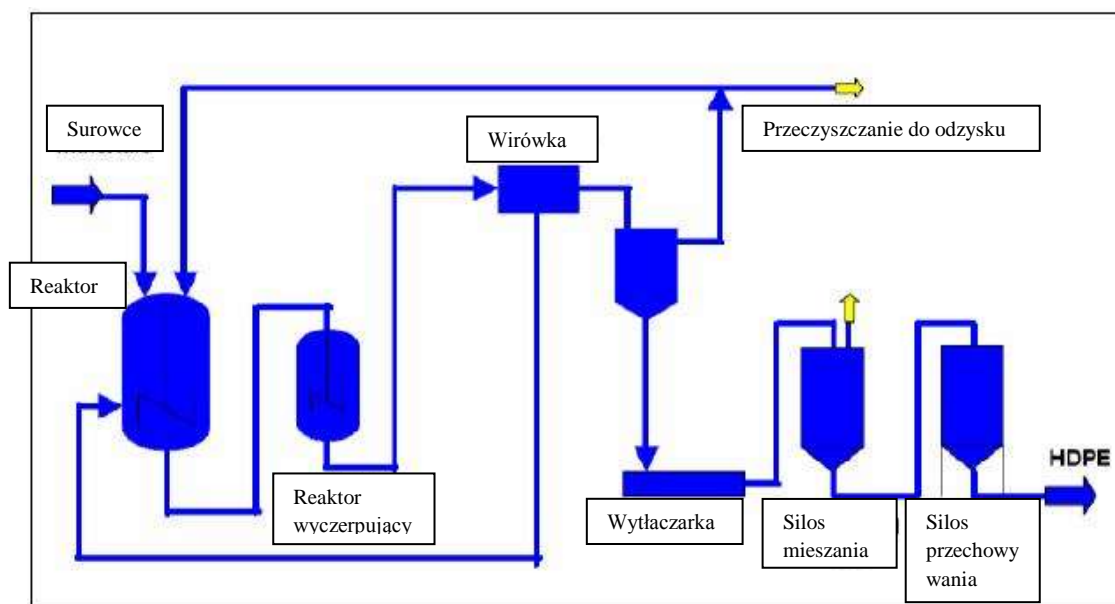 Surowce
Wirówka
Przeczyszczanie do odzysku
Reaktor
Reaktor
wyczerpujący
Wytłaczarka
Silos
mieszania
Silos
przechowy
wania
HDPE